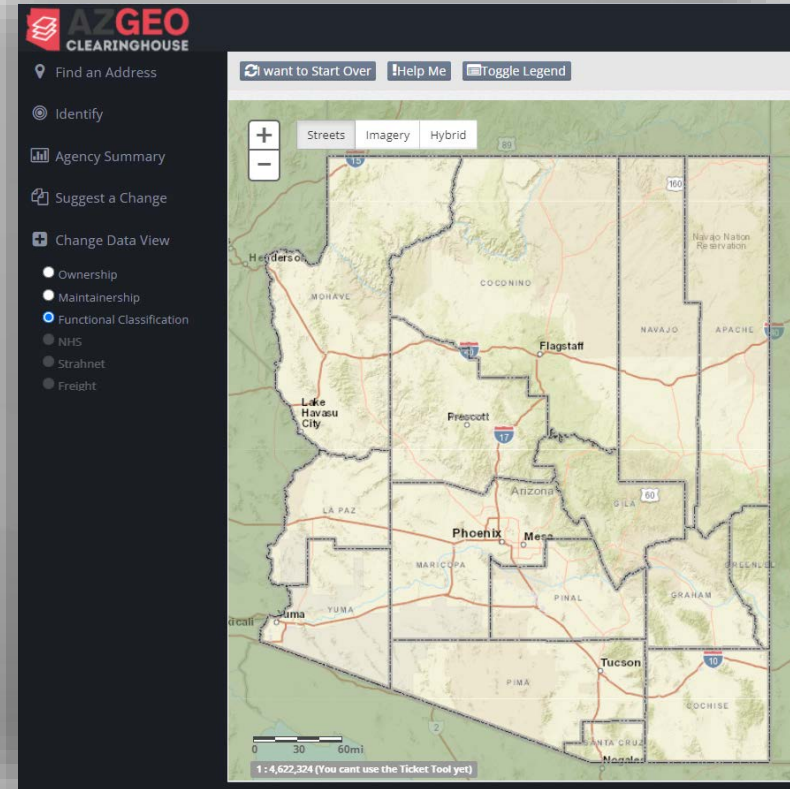 AZGEO
CLEARINGHOUSE
Find an Address
Identify
Agency Summary
Suggest a Change
Change Data View
Ownership
Maintainership
Functional Classification
NHS
Strahnet
Freight
I want to Start Over
!Help Me
Toggle Legend
+
−
Streets
Imagery
Hybrid
89
15
160
Navajo Nation
Reservation
Henderson
COCONINO
MOHAVE
NAVAJO
APACHE
40
Flagstaff
40
Lake
Havasu
City
Prescott
17
Arizona
60
GILA
LA PAZ
Phoenix
Mesa
MARICOPA
GREENLEE
GRAHAM
PINAL
YUMA
Yuma
dcali
Tucson
10
PIMA
COCHISE
2
SANTA CRUZ
Nogales
0 30 60mi
1 : 4,622,324 (You cant use the Ticket Tool yet)